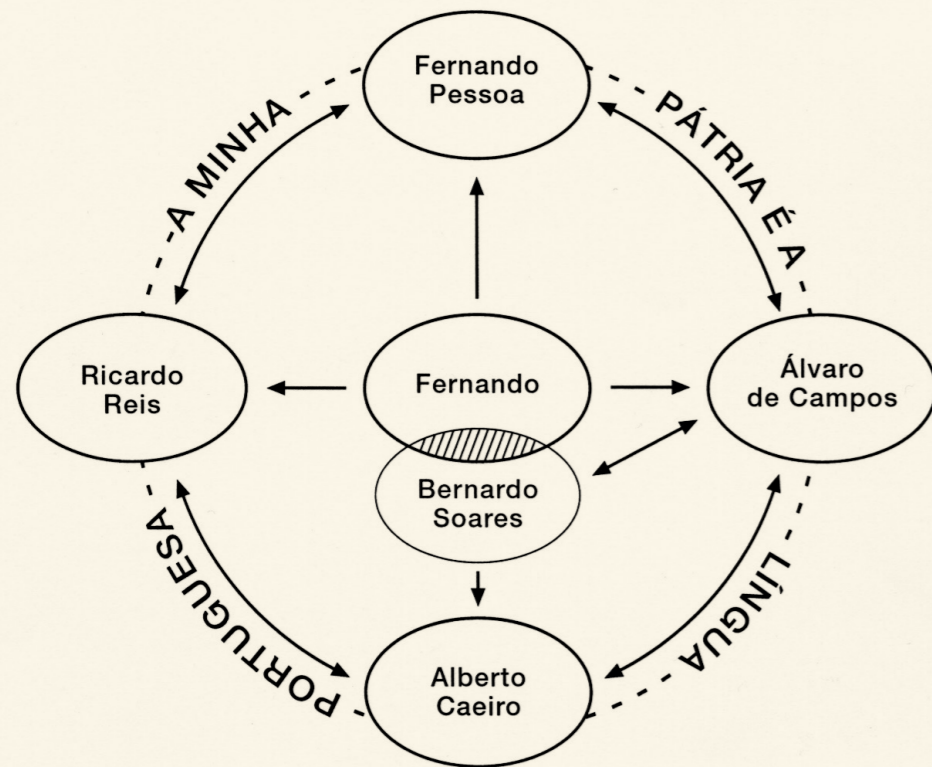 Fernando
Pessoa
A MINHA
PÁTRIA É A
LÍNGUA
PORTUGUESA
Ricardo
Reis
Fernando
Álvaro
de Campos
Bernardo
Soares
Alberto
Caeiro